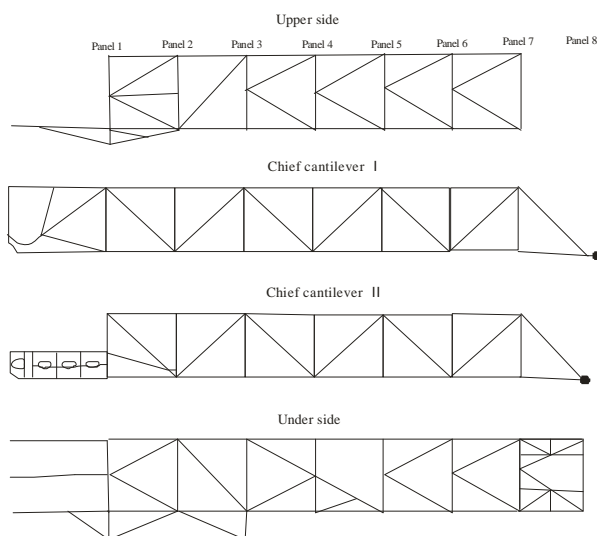 Upper side
Panel 1 Panel 2 Panel 3 Panel 4 Panel 5 Panel 6 Panel 7 Panel 8
Chief cantilever I
Chief cantilever II
Under side